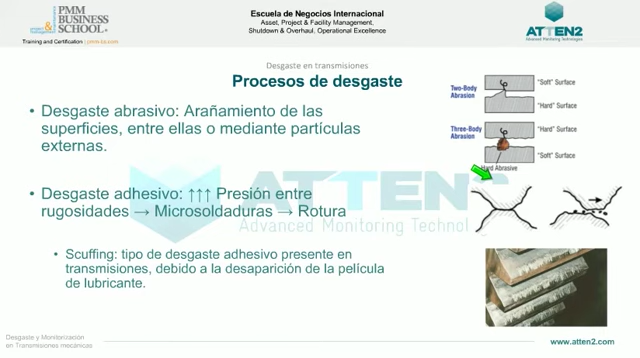 PMM
BUSINESS
SCHOOL
project
& facility
Training and Certification | pmm-bs.com
Escuela de Negocios Internacional
Asset, Project & Facility Management,
Shutdown & Overhaul, Operational Excellence
ATTEN2
Advanced Monitoring Technologies
Desgaste en transmisiones
Procesos de desgaste
• Desgaste abrasivo: Arañamiento de las
superficies, entre ellas o mediante partículas
externas.
• Desgaste adhesivo: ↑↑↑ Presión entre
rugosidades → Microsoldaduras → Rotura
• Scuffing: tipo de desgaste adhesivo presente en
transmisiones, debido a la desaparición de la película
de lubricante.
Two-Body
Abrasion
"Soft" Surface
"Hard" Surface
Three-Body
Abrasion
"Hard" Surface
"Soft" Surface
Hard Abrasive
ATTEN2
Advanced Monitoring Technol
Desgaste y Monitorización
en Transmisiones mecánicas
www.atten2.com